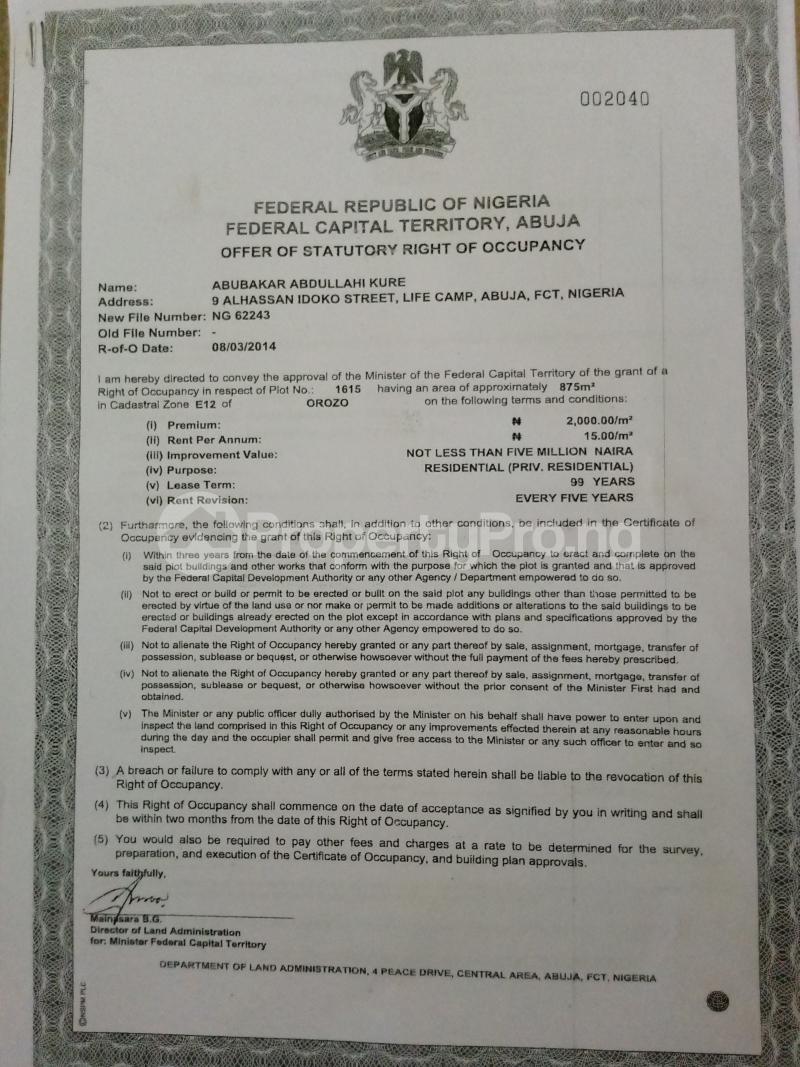 002040
FEDERAL REPUBLIC OF NIGERIA
FEDERAL CAPITAL TERRITORY, ABUJA
OFFER OF STATUTORY RIGHT OF OCCUPANCY
Name: ABUBAKAR ABDULLAHI KURE
Address: 9 ALHASSAN IDOKO STREET, LIFE CAMP, ABUJA, FCT, NIGERIA
New File Number: NG 62243
Old File Number: -
R-of-O Date: 08/03/2014
I am hereby directed to convey the approval of the Minister of the Federal Capital Territory of the grant of a
Right of Occupancy in respect of Plot No.: 1615 having an area of approximately 875m²
in Cadastral Zone E12 of OROZO on the following terms and conditions:
(i) Premium: ₦ 2,000.00/m²
(ii) Rent Per Annum: ₦ 15.00/m²
(iii) Improvement Value: NOT LESS THAN FIVE MILLION NAIRA
(iv) Purpose: RESIDENTIAL (PRIV. RESIDENTIAL)
(v) Lease Term: 99 YEARS
(vi) Rent Revision: EVERY FIVE YEARS
PropertyPro.ng
(2) Furthermore, the following conditions shall, in addition to other conditions, be included in the Certificate of
Occupancy evidencing the grant of this Right of Occupancy:
(i) Within three years from the date of the commencement of this Right of Occupancy to erect and complete on the
said plot buildings and other works that conform with the purpose for which the plot is granted and that is approved
by the Federal Capital Development Authority or any other Agency / Department empowered to do so.
(ii) Not to erect or build or permit to be erected or built on the said plot any buildings other than those permitted to be
erected by virtue of the land use or nor make or permit to be made additions or alterations to the said buildings to be
erected or buildings already erected on the plot except in accordance with plans and specifications approved by the
Federal Capital Development Authority or any other Agency empowered to do so.
(iii) Not to alienate the Right of Occupancy hereby granted or any part thereof by sale, assignment, mortgage, transfer of
possession, sublease or bequest, or otherwise howsoever without the full payment of the fees hereby prescribed.
(iv) Not to alienate the Right of Occupancy hereby granted or any part thereof by sale, assignment, mortgage, transfer of
possession, sublease or bequest, or otherwise howsoever without the prior consent of the Minister First had and
obtained.
(v) The Minister or any public officer dully authorised by the Minister on his behalf shall have power to enter upon and
inspect the land comprised in this Right of Occupancy or any improvements effected therein at any reasonable hours
during the day and the occupier shall permit and give free access to the Minister or any such officer to enter and so
inspect.
(3) A breach or failure to comply with any or all of the terms stated herein shall be liable to the revocation of this
Right of Occupancy.
(4) This Right of Occupancy shall commence on the date of acceptance as signified by you in writing and shall
be within two months from the date of this Right of Occupancy.
(5) You would also be required to pay other fees and charges at a rate to be determined for the survey,
preparation, and execution of the Certificate of Occupancy, and building plan approvals.
Yours faithfully,
Mainasara B.G.
Director of Land Administration
for: Minister Federal Capital Territory
DEPARTMENT OF LAND ADMINISTRATION, 4 PEACE DRIVE, CENTRAL AREA, ABUJA, FCT, NIGERIA
©NSPM PLC